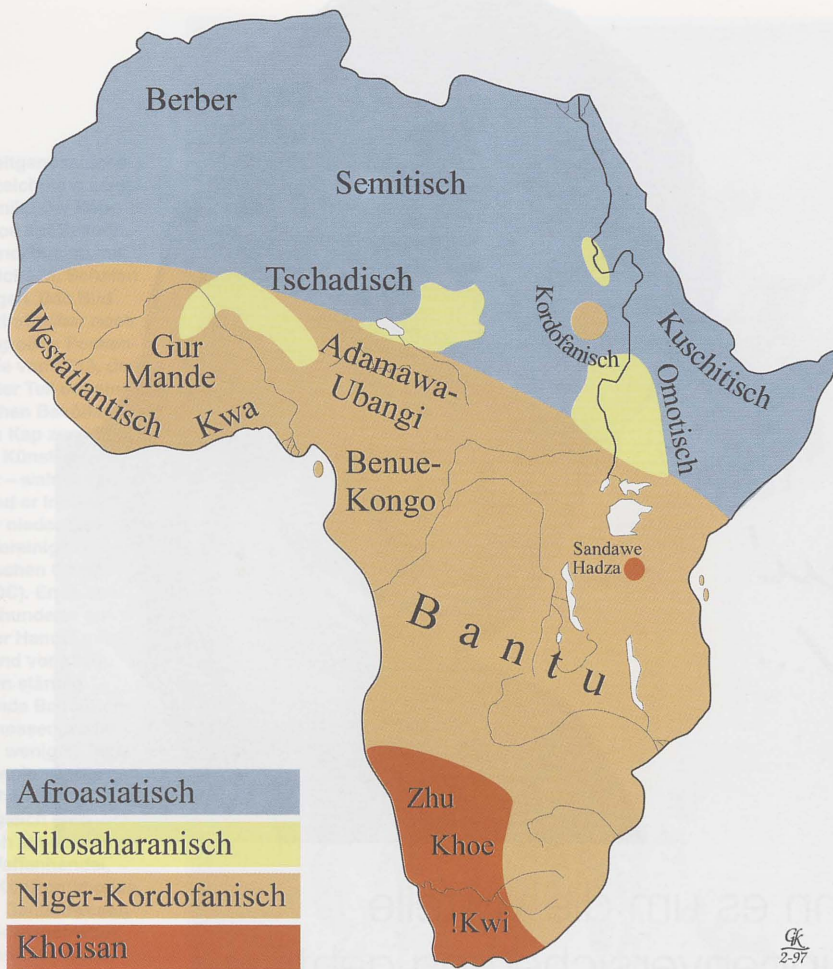 Berber
Semitisch
Tschadisch
Kordofanisch
Kuschitisch
Omotisch
Westatlantisch
Gur
Mande
Kwa
Adamawa-
Ubangi
Benue-
Kongo
Sandawe
Hadza
Bantu
Zhu
Khoe
!Kwi
Afroasiatisch
Nilosaharanisch
Niger-Kordofanisch
Khoisan
2-97